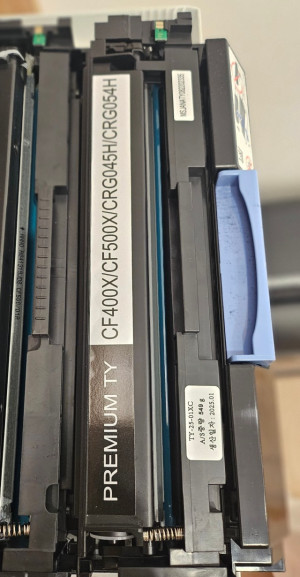 CF400X/CF500X/CRG045H/CRG054H
PREMIUM TY
TY-25-01XC
A/S중량 548 g
생산일자 : 2025.01